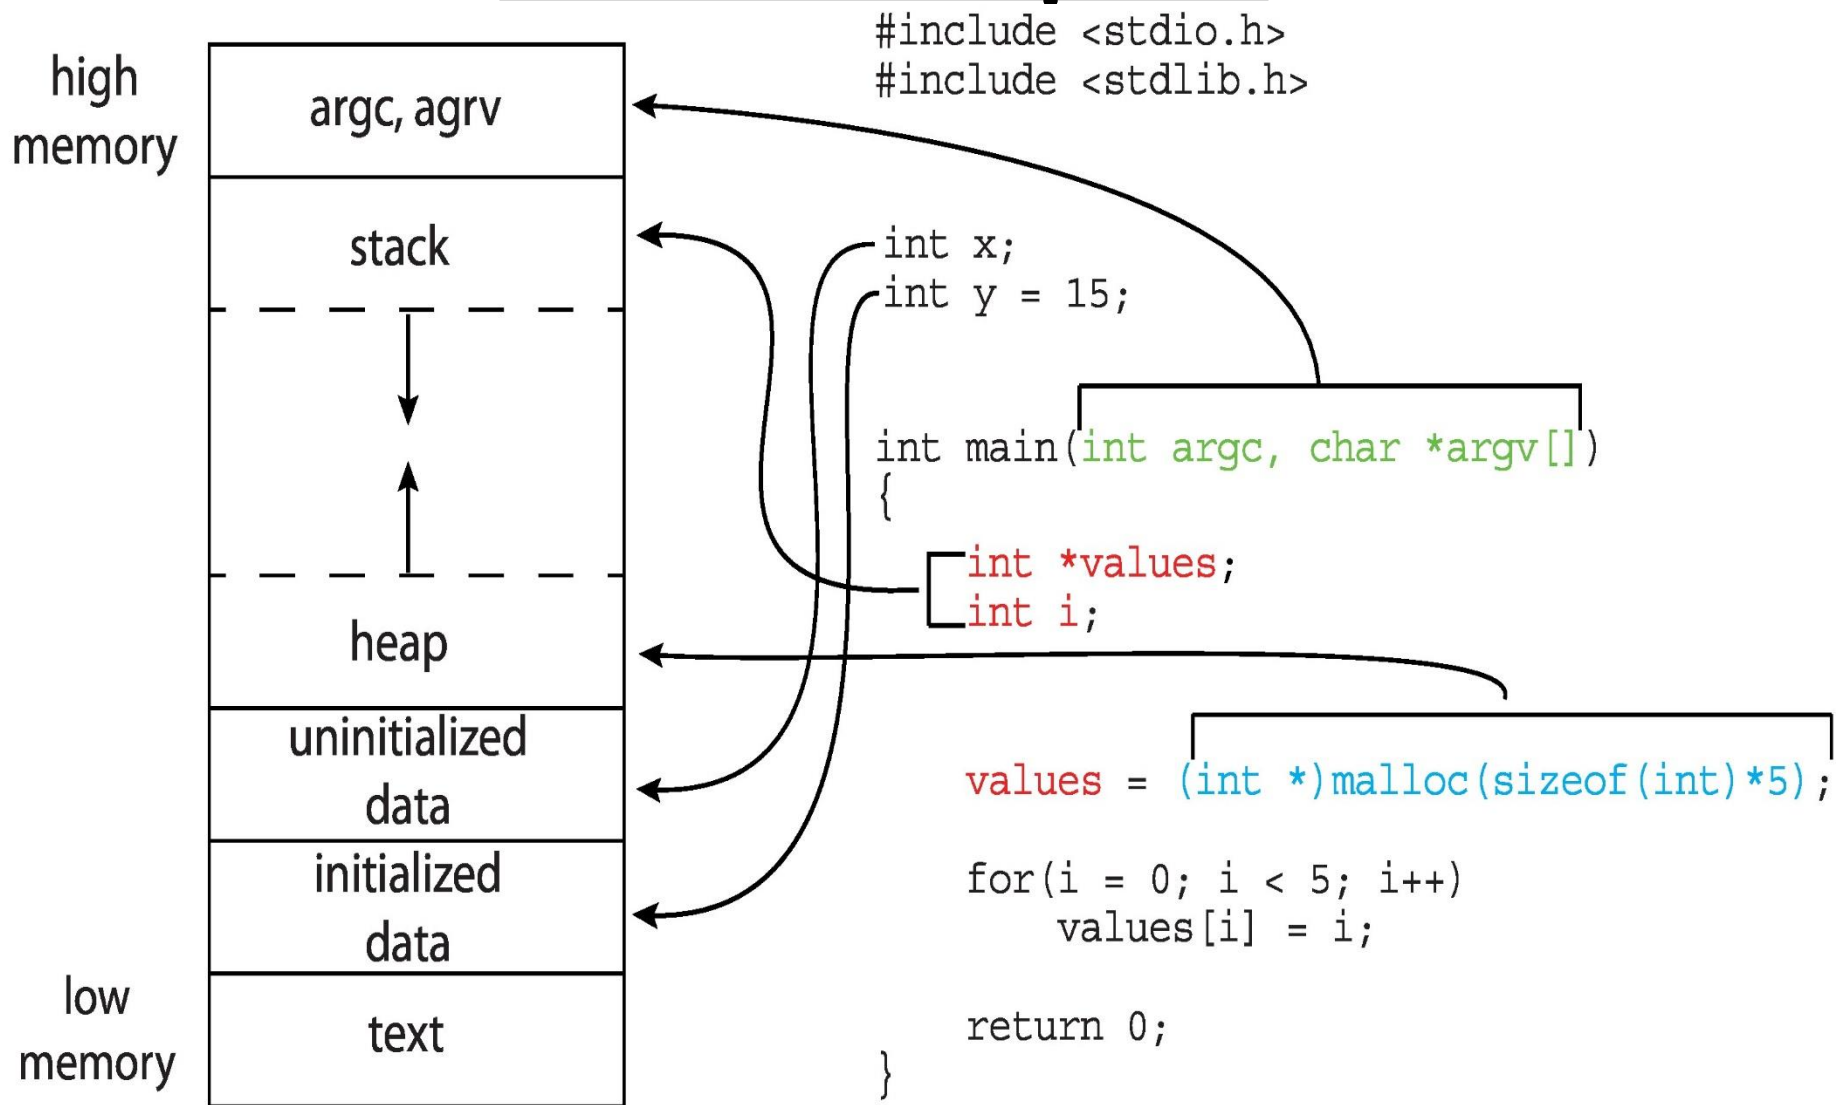 high
memory
argc, agrv
stack
heap
uninitialized
data
initialized
data
low
memory
text
#include <stdio.h>
#include <stdlib.h>
int x;
int y = 15;
int main(int argc, char *argv[])
{
int *values;
int i;
values = (int *)malloc(sizeof(int)*5);
for(i = 0; i < 5; i++)
values[i] = i;
return 0;
}